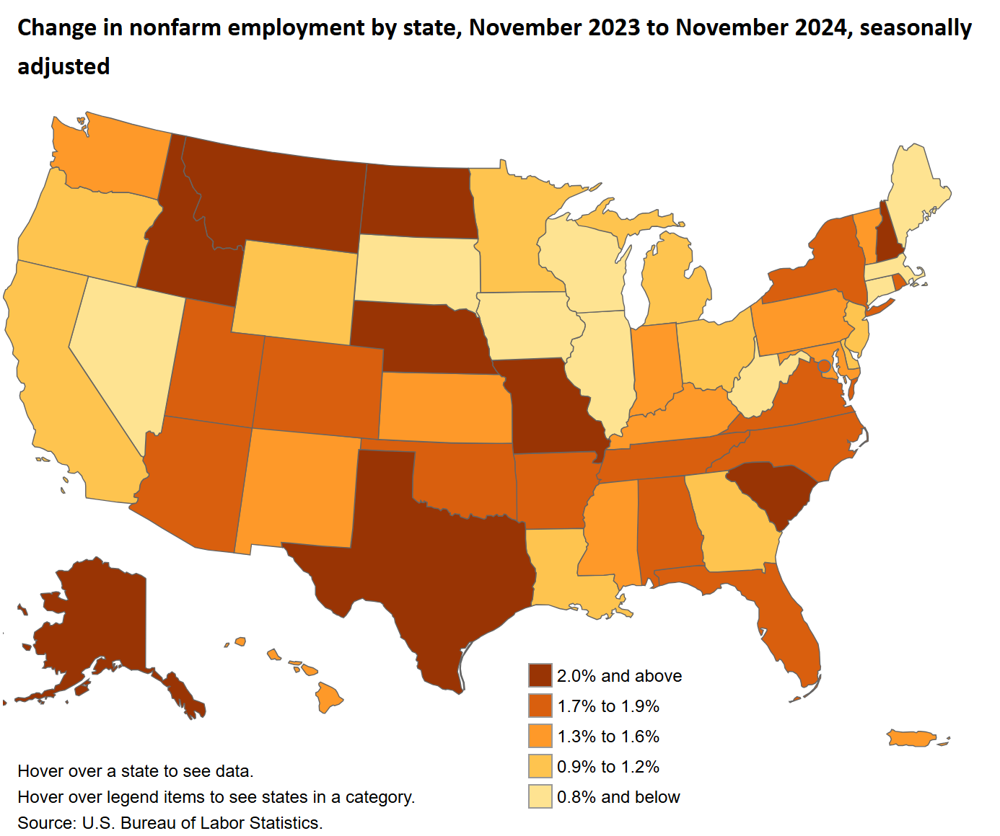 Change in nonfarm employment by state, November 2023 to November 2024, seasonally
adjusted
2.0% and above
1.7% to 1.9%
1.3% to 1.6%
0.9% to 1.2%
0.8% and below
Hover over a state to see data.
Hover over legend items to see states in a category.
Source: U.S. Bureau of Labor Statistics.